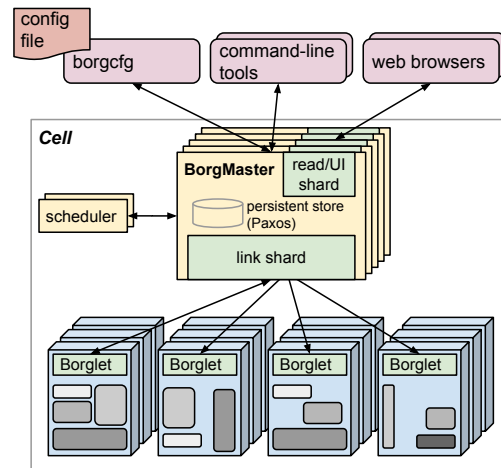 config
file
borgcfg
command-line
tools
web browsers
Cell
BorgMaster
read/UI
shard
persistent store
(Paxos)
scheduler
link shard
Borglet
Borglet
Borglet
Borglet